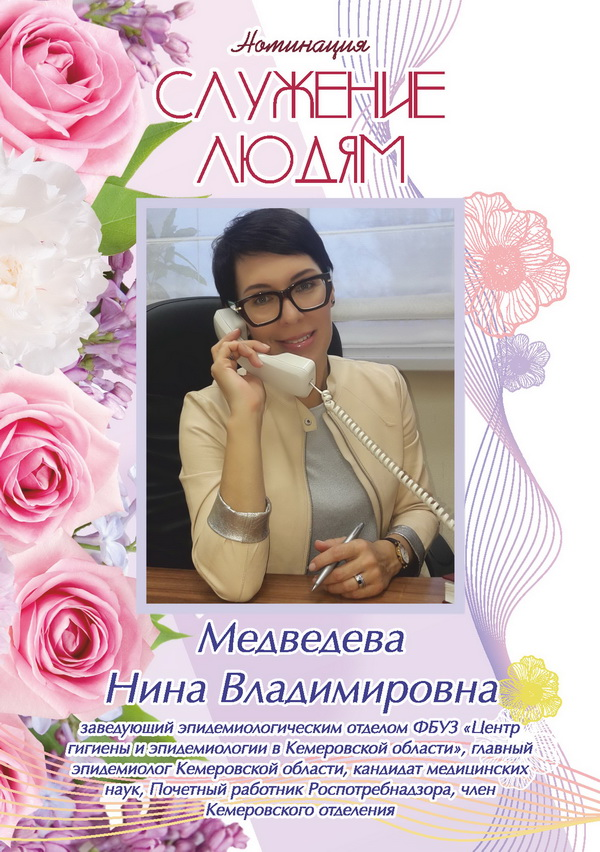 Номинация
СЛУЖЕНИЕ
ЛЮДЯМ
Медведева
Нина Владимировна
заведующий эпидемиологическим отделом ФБУЗ «Центр
гигиены и эпидемиологии в Кемеровской области», главный
эпидемиолог Кемеровской области, кандидат медицинских
наук, Почетный работник Роспотребнадзора, член
Кемеровского отделения